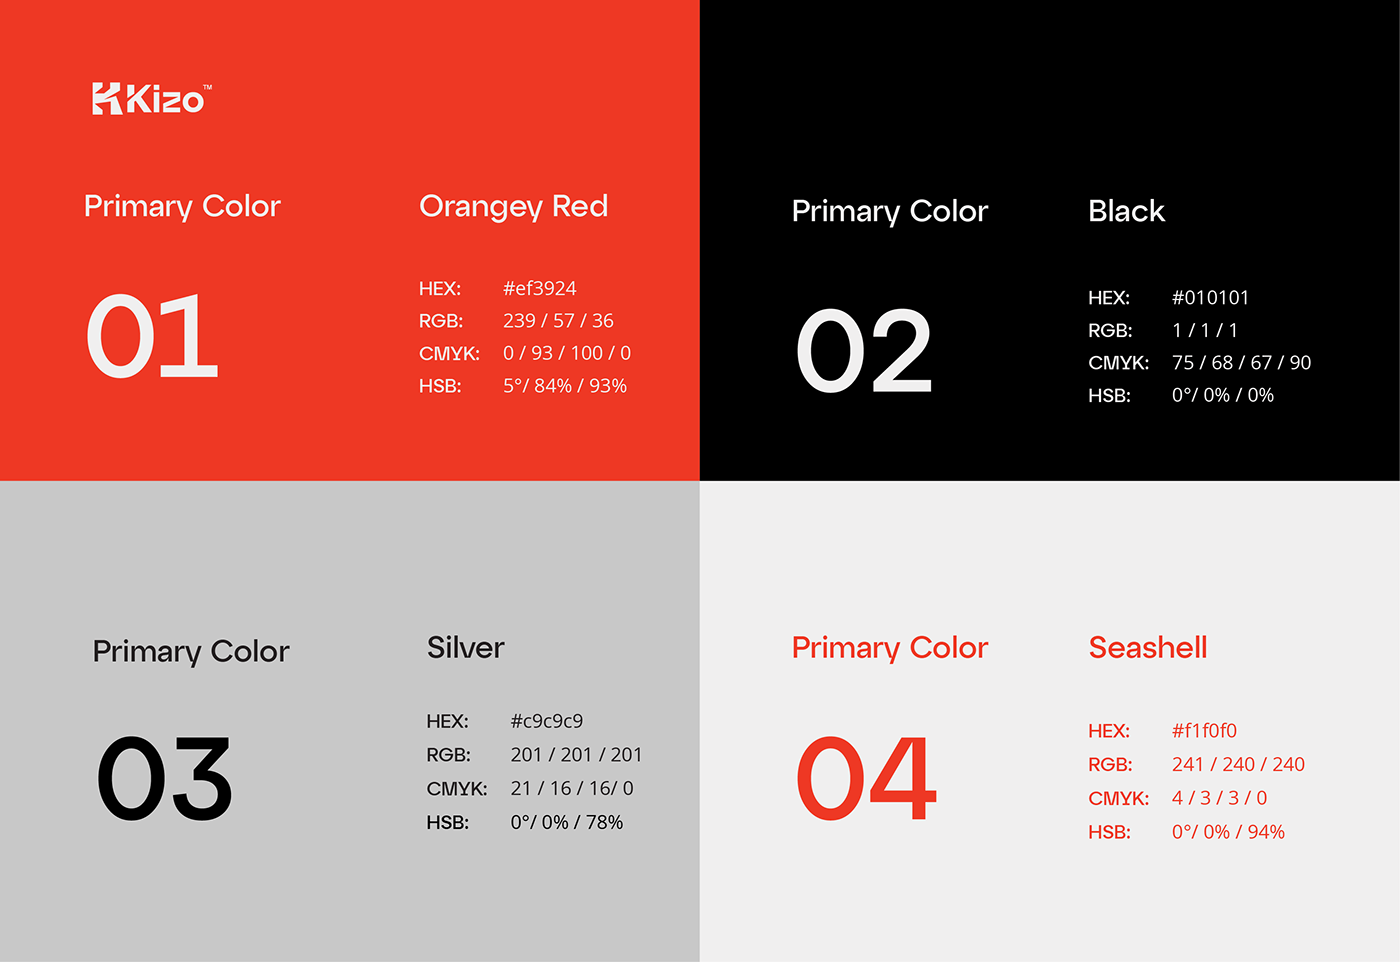 Kizo™
Primary Color
Orangey Red
01
HEX: #ef3924
RGB: 239 / 57 / 36
CMYK: 0 / 93 / 100 / 0
HSB: 5°/ 84% / 93%
Primary Color
Black
02
HEX: #010101
RGB: 1 / 1 / 1
CMYK: 75 / 68 / 67 / 90
HSB: 0°/ 0% / 0%
Primary Color
Silver
03
HEX: #c9c9c9
RGB: 201 / 201 / 201
CMYK: 21 / 16 / 16/ 0
HSB: 0°/ 0% / 78%
Primary Color
Seashell
04
HEX: #f1f0f0
RGB: 241 / 240 / 240
CMYK: 4 / 3 / 3 / 0
HSB: 0°/ 0% / 94%